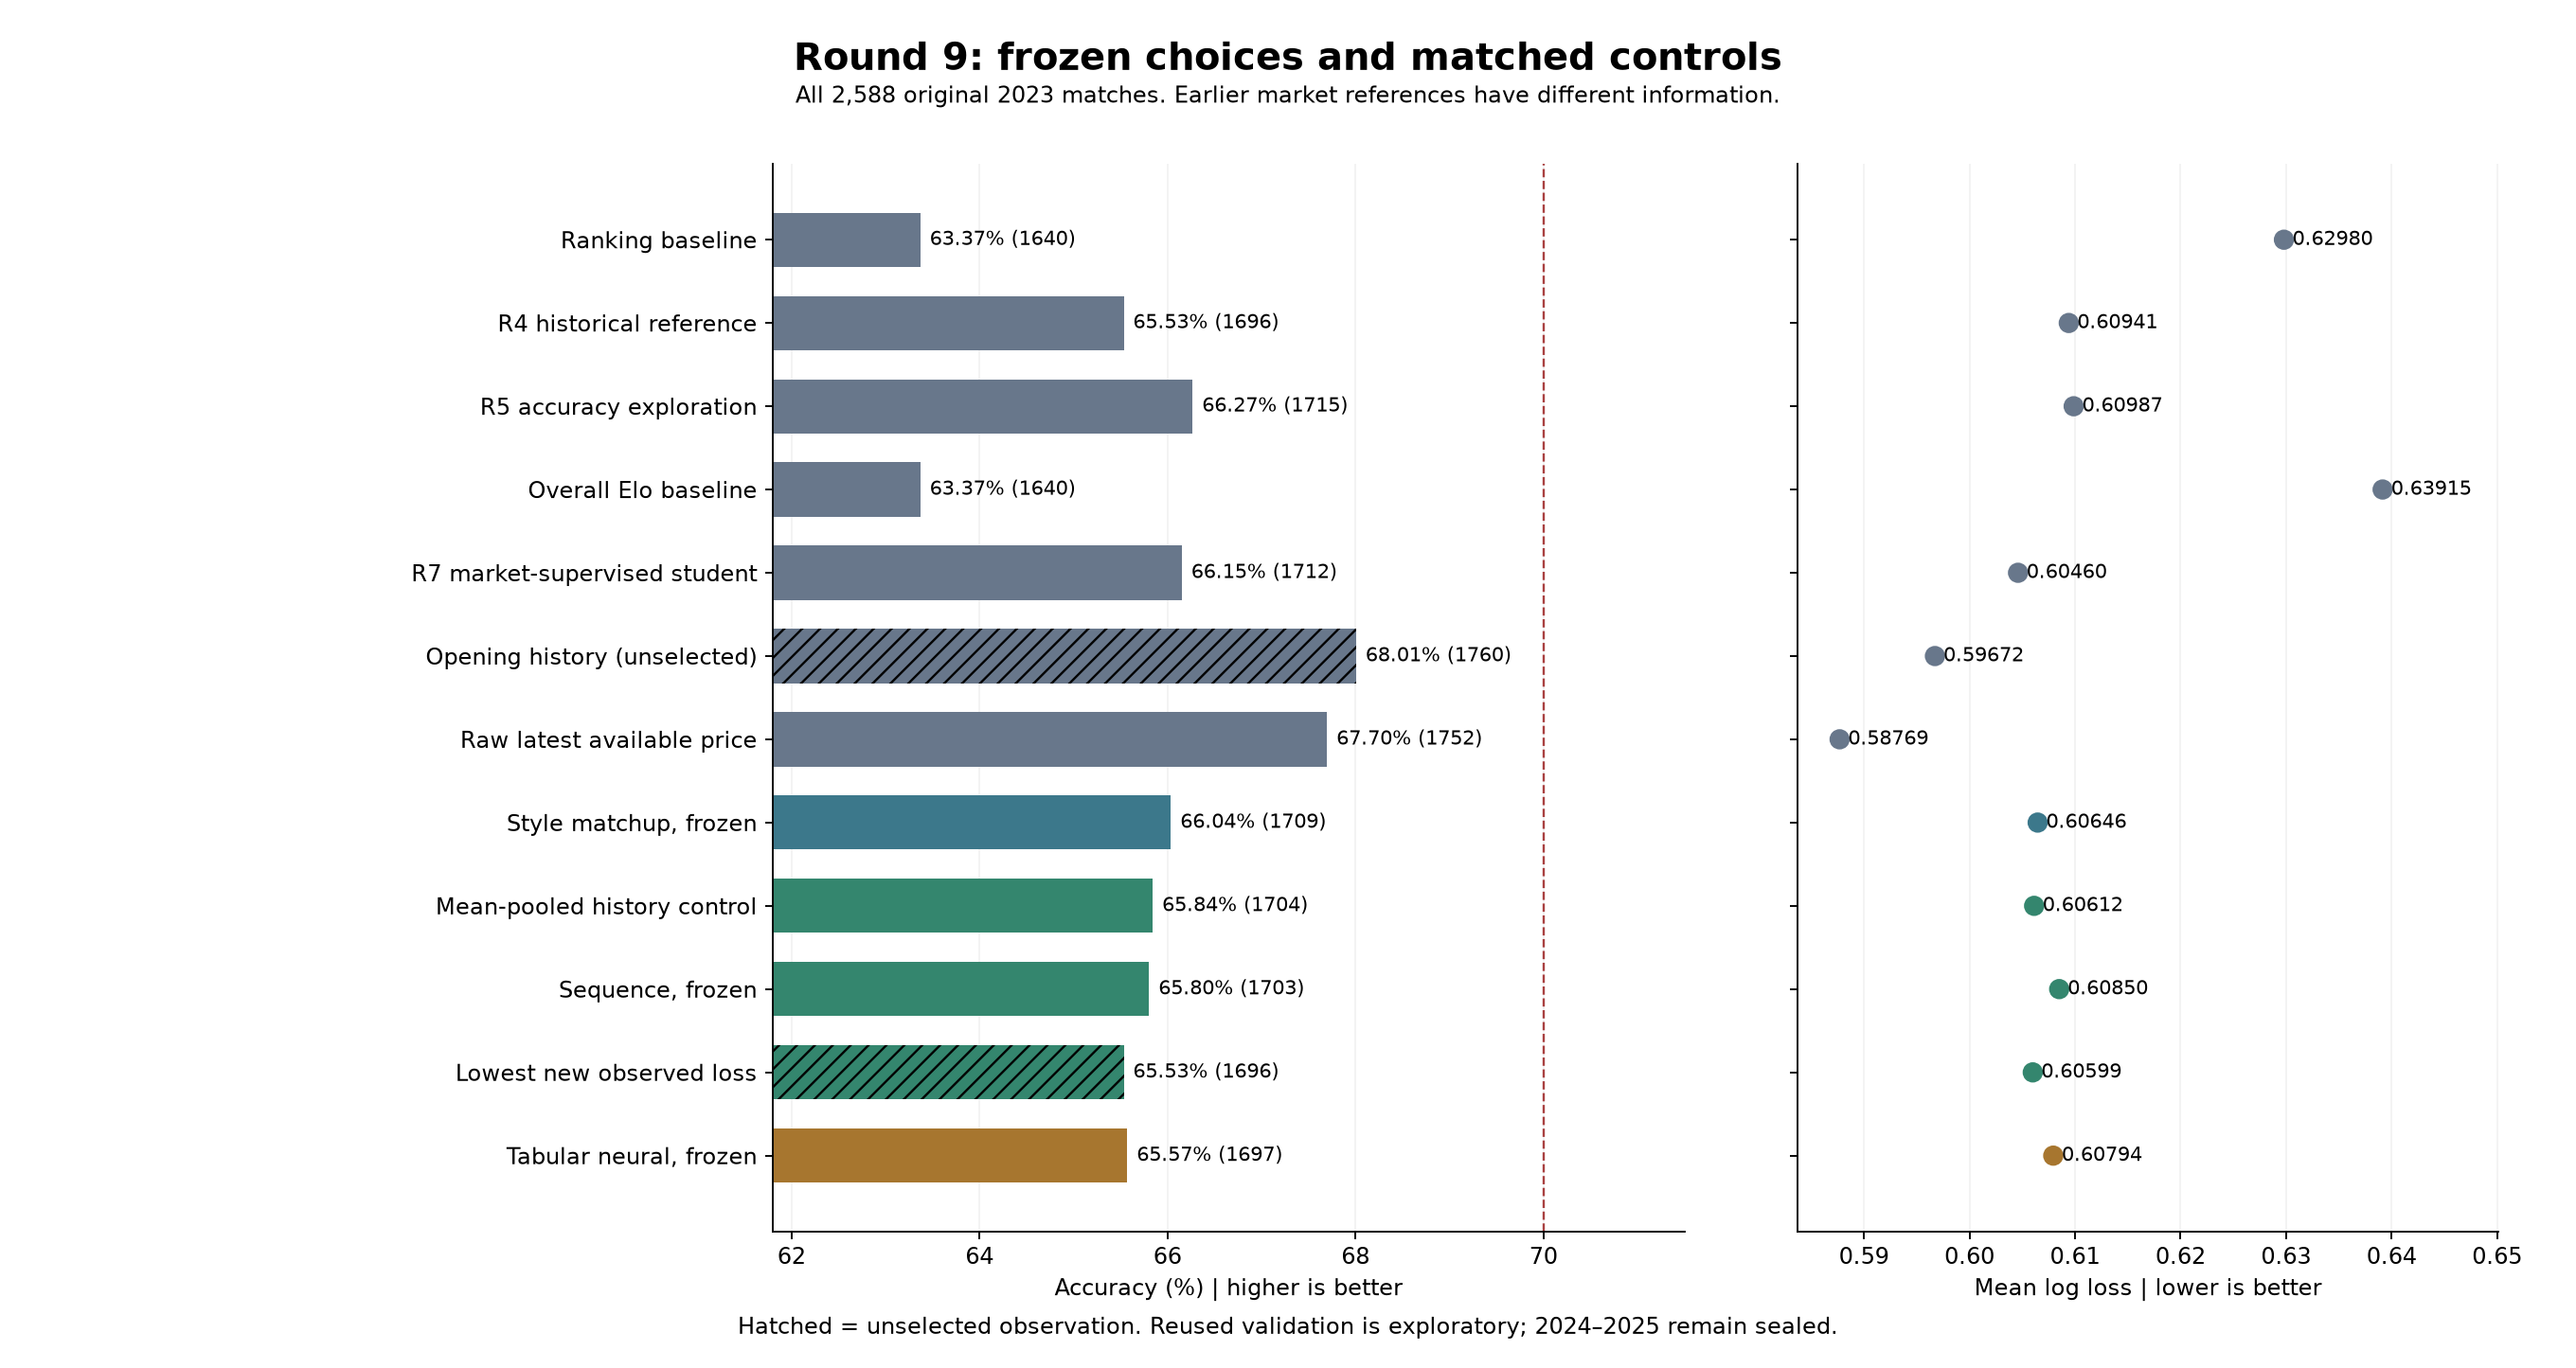 Round 9: frozen choices and matched controls
All 2,588 original 2023 matches. Earlier market references have different information.
Ranking baseline 63.37% (1640) 0.62980
R4 historical reference 65.53% (1696) 0.60941
R5 accuracy exploration 66.27% (1715) 0.60987
Overall Elo baseline 63.37% (1640) 0.63915
R7 market-supervised student 66.15% (1712) 0.60460
Opening history (unselected) 68.01% (1760) 0.59672
Raw latest available price 67.70% (1752) 0.58769
Style matchup, frozen 66.04% (1709) 0.60646
Mean-pooled history control 65.84% (1704) 0.60612
Sequence, frozen 65.80% (1703) 0.60850
Lowest new observed loss 65.53% (1696) 0.60599
Tabular neural, frozen 65.57% (1697) 0.60794
62 64 66 68 70 0.59 0.60 0.61 0.62 0.63 0.64 0.65
Accuracy (%) | higher is better Mean log loss | lower is better
Hatched = unselected observation. Reused validation is exploratory; 2024–2025 remain sealed.